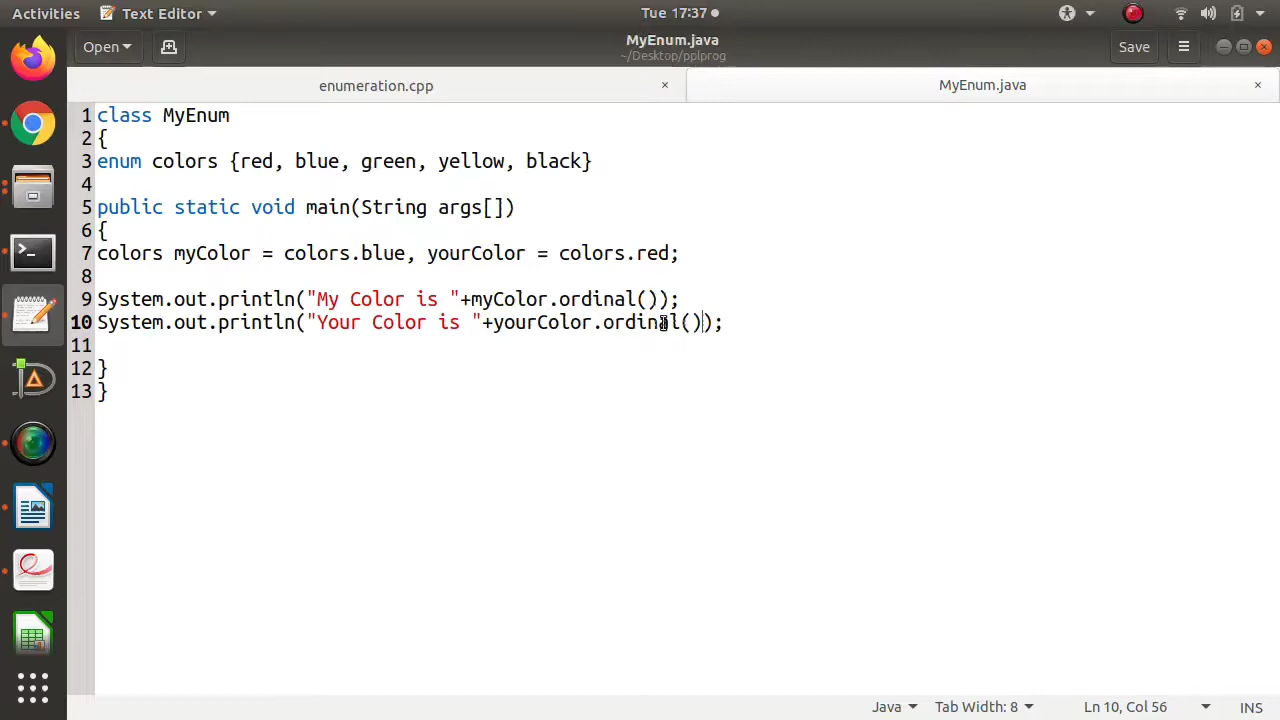 Activities Text Editor Tue 17:37
Open MyEnum.java Save
~/Desktop/pplprog
enumeration.cpp × MyEnum.java ×
1 class MyEnum
2 {
3 enum colors {red, blue, green, yellow, black}
4
5 public static void main(String args[])
6 {
7 colors myColor = colors.blue, yourColor = colors.red;
8
9 System.out.println("My Color is "+myColor.ordinal());
10 System.out.println("Your Color is "+yourColor.ordinal());
11
12 }
13 }
Java Tab Width: 8 Ln 10, Col 56 INS